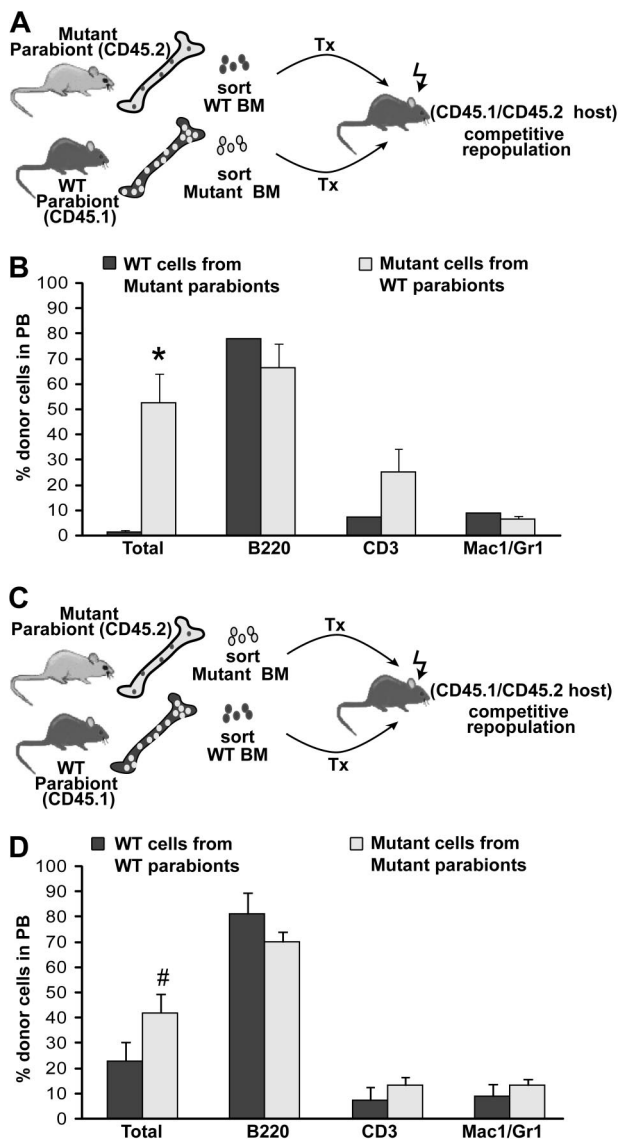 A
Mutant
Parabiont (CD45.2)
sort
WT BM
Tx
(CD45.1/CD45.2 host)
competitive
repopulation
WT
Parabiont
(CD45.1)
sort
Mutant BM
Tx
B
WT cells from
Mutant parabionts
Mutant cells from
WT parabionts
% donor cells in PB
100
90
80
70
60
50
40
30
20
10
0
*
Total
B220
CD3
Mac1/Gr1
C
Mutant
Parabiont (CD45.2)
sort
Mutant BM
Tx
(CD45.1/CD45.2 host)
competitive
repopulation
WT
Parabiont
(CD45.1)
sort
WT BM
Tx
D
WT cells from
WT parabionts
Mutant cells from
Mutant parabionts
% donor cells in PB
100
90
80
70
60
50
40
30
20
10
0
#
Total
B220
CD3
Mac1/Gr1